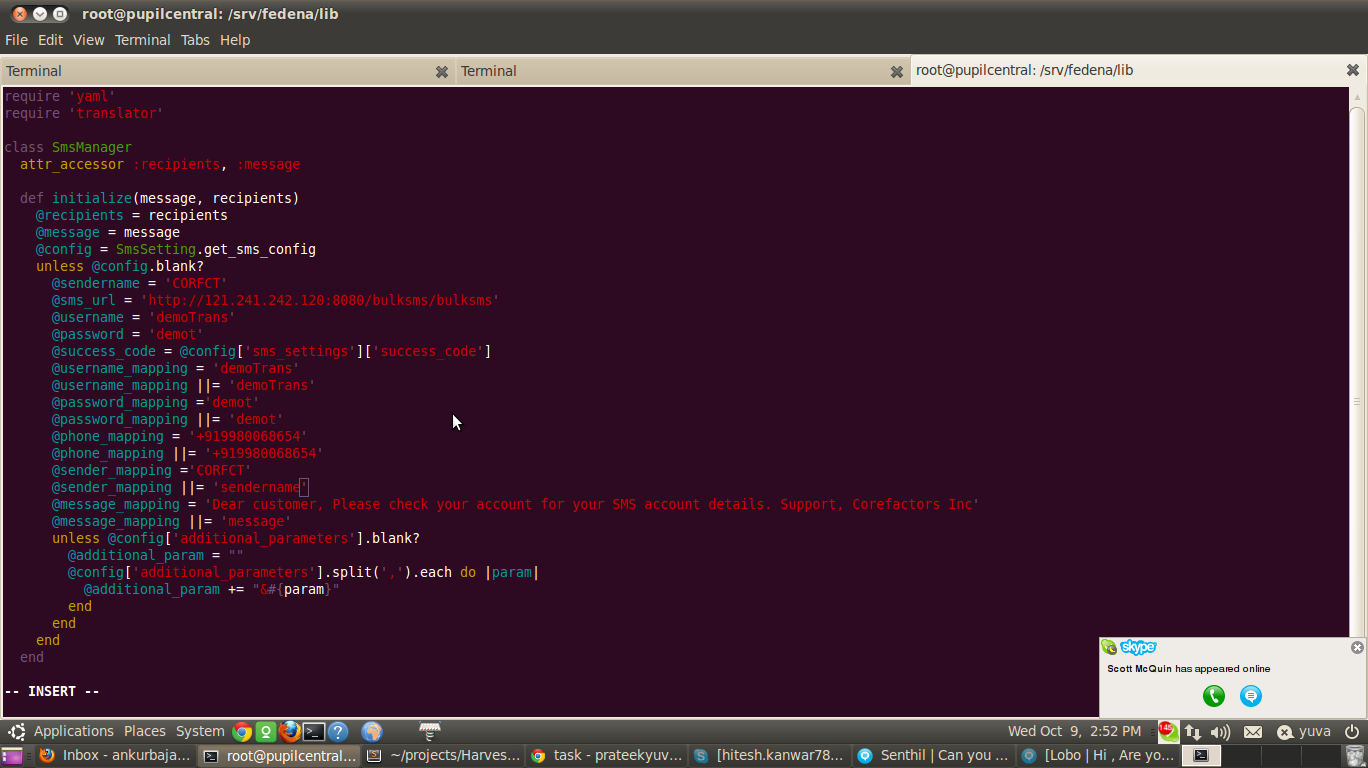 root@pupilcentral: /srv/fedena/lib
File Edit View Terminal Tabs Help
Terminal Terminal root@pupilcentral: /srv/fedena/lib
require 'yaml'
require 'translator'
class SmsManager
attr_accessor :recipients, :message
def initialize(message, recipients)
@recipients = recipients
@message = message
@config = SmsSetting.get_sms_config
unless @config.blank?
@sendername = 'CORFCT'
@sms_url = 'http://121.241.242.120:8080/bulksms/bulksms'
@username = 'demoTrans'
@password = 'demot'
@success_code = @config['sms_settings']['success_code']
@username_mapping = 'demoTrans'
@username_mapping ||= 'demoTrans'
@password_mapping ='demot'
@password_mapping ||= 'demot'
@phone_mapping = '+919980068654'
@phone_mapping ||= '+919980068654'
@sender_mapping ='CORFCT'
@sender_mapping ||= 'sendername'
@message_mapping = 'Dear customer, Please check your account for your SMS account details. Support, Corefactors Inc'
@message_mapping ||= 'message'
unless @config['additional_parameters'].blank?
@additional_param = ""
@config['additional_parameters'].split(',').each do |param|
@additional_param += "&#{param}"
end
end
end
end
-- INSERT --
skype
Scott McQuin has appeared online
Applications Places System Wed Oct 9, 2:52 PM yuva
Inbox - ankurbaja... root@pupilcentral... ~/projects/Harves... task - prateekyuv... [hitesh.kanwar78... Senthil | Can you ... [Lobo | Hi , Are yo...